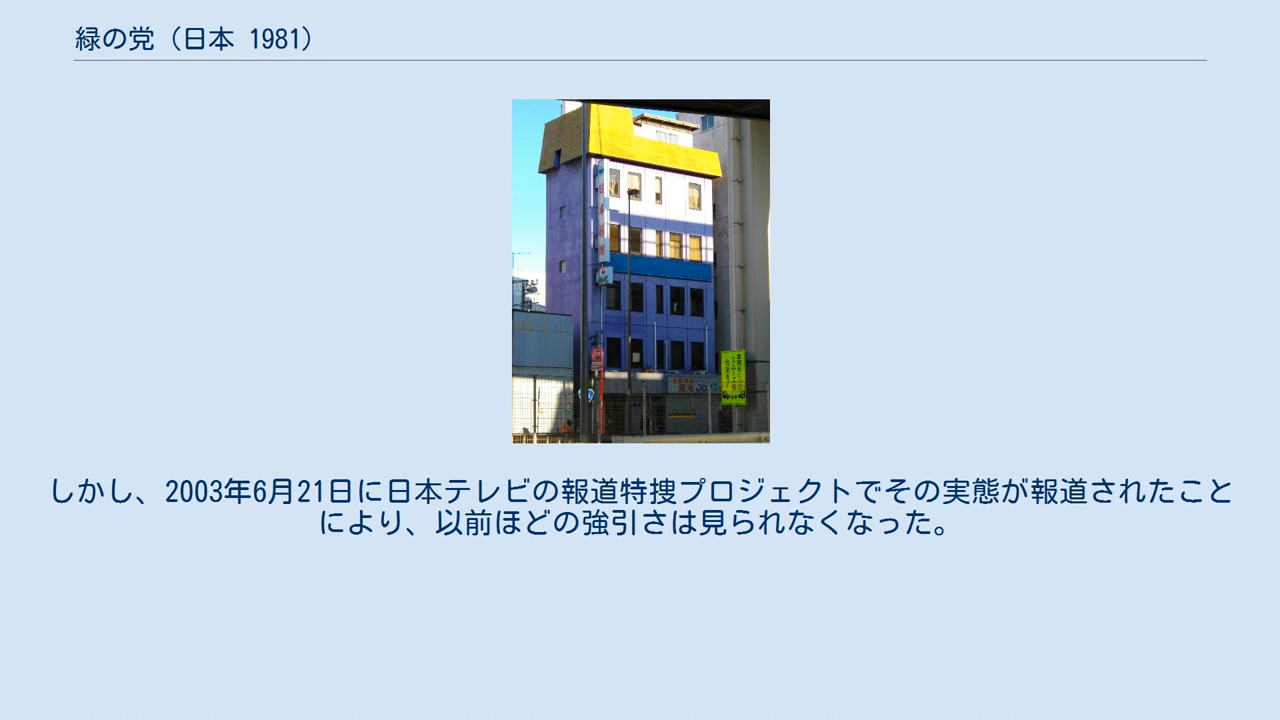 緑の党（日本 1981）
しかし、2003年6月21日に日本テレビの報道特捜プロジェクトでその実態が報道されたこと
により、以前ほどの強引さは見られなくなった。